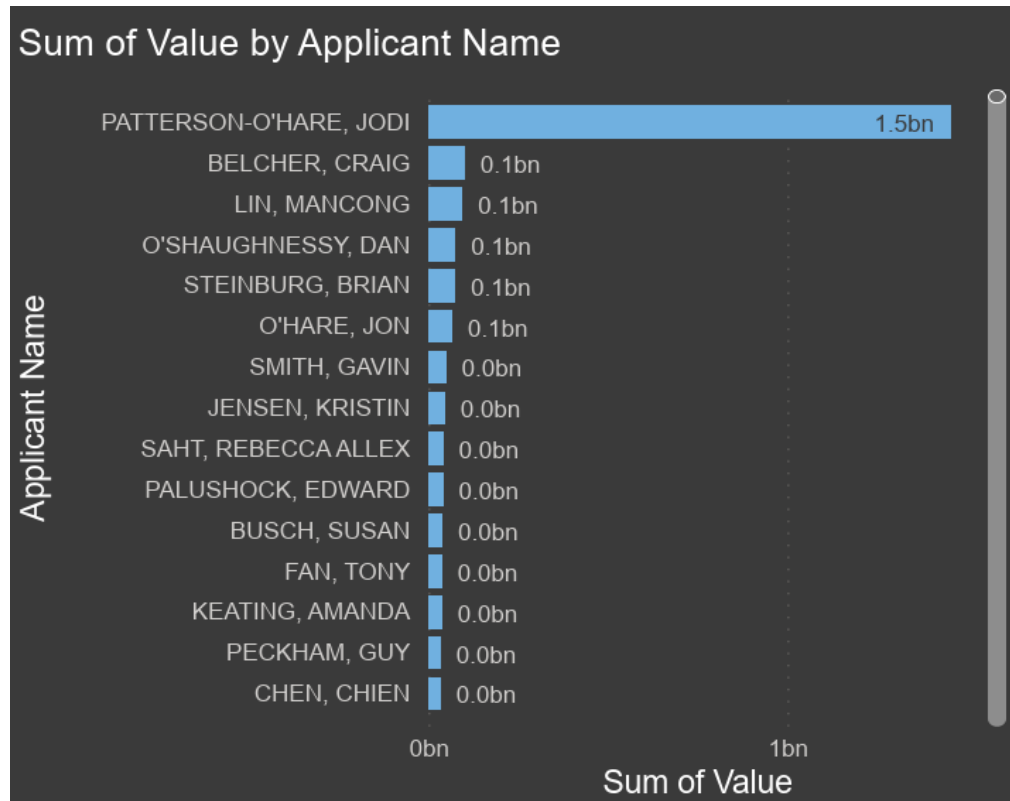 Sum of Value by Applicant Name
Applicant Name
PATTERSON-O'HARE, JODI 1.5bn
BELCHER, CRAIG 0.1bn
LIN, MANCONG 0.1bn
O'SHAUGHNESSY, DAN 0.1bn
STEINBURG, BRIAN 0.1bn
O'HARE, JON 0.1bn
SMITH, GAVIN 0.0bn
JENSEN, KRISTIN 0.0bn
SAHT, REBECCA ALLEX 0.0bn
PALUSHOCK, EDWARD 0.0bn
BUSCH, SUSAN 0.0bn
FAN, TONY 0.0bn
KEATING, AMANDA 0.0bn
PECKHAM, GUY 0.0bn
CHEN, CHIEN 0.0bn
0bn 1bn
Sum of Value